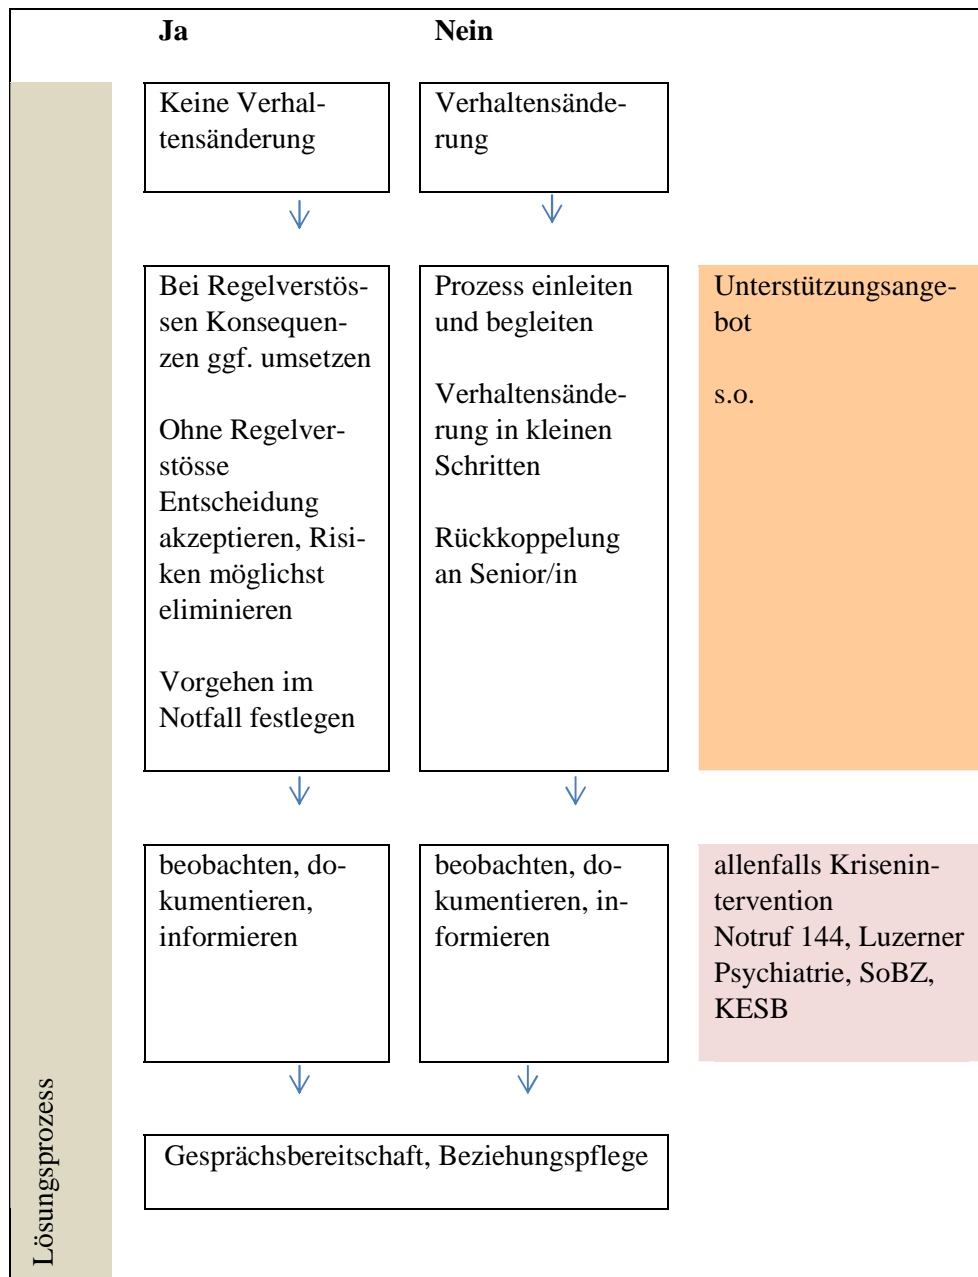 Ja
Nein
Keine Verhal-
tensänderung
Verhaltensände-
rung
Bei Regelverstös-
sen Konsequen-
zen ggf. umsetzen
Ohne Regelver-
stösse
Entscheidung
akzeptieren, Risi-
ken möglichst
eliminieren
Vorgehen im
Notfall festlegen
Prozess einleiten
und begleiten
Verhaltensände-
rung in kleinen
Schritten
Rückkoppelung
an Senior/in
Unterstützungsange-
bot
s.o.
beobachten, do-
kumentieren,
informieren
beobachten, do-
kumentieren, in-
formieren
allenfalls Krisenin-
tervention
Notruf 144, Luzerner
Psychiatrie, SoBZ,
KESB
Gesprächsbereitschaft, Beziehungspflege
Lösungsprozess